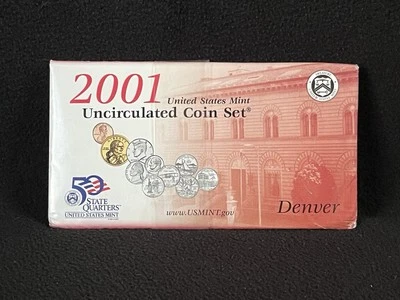 2001 United States Mint
Uncirculated Coin Set®
50
STATE
QUARTERS
UNITED STATES MINT
www.USMINT.gov
Denver